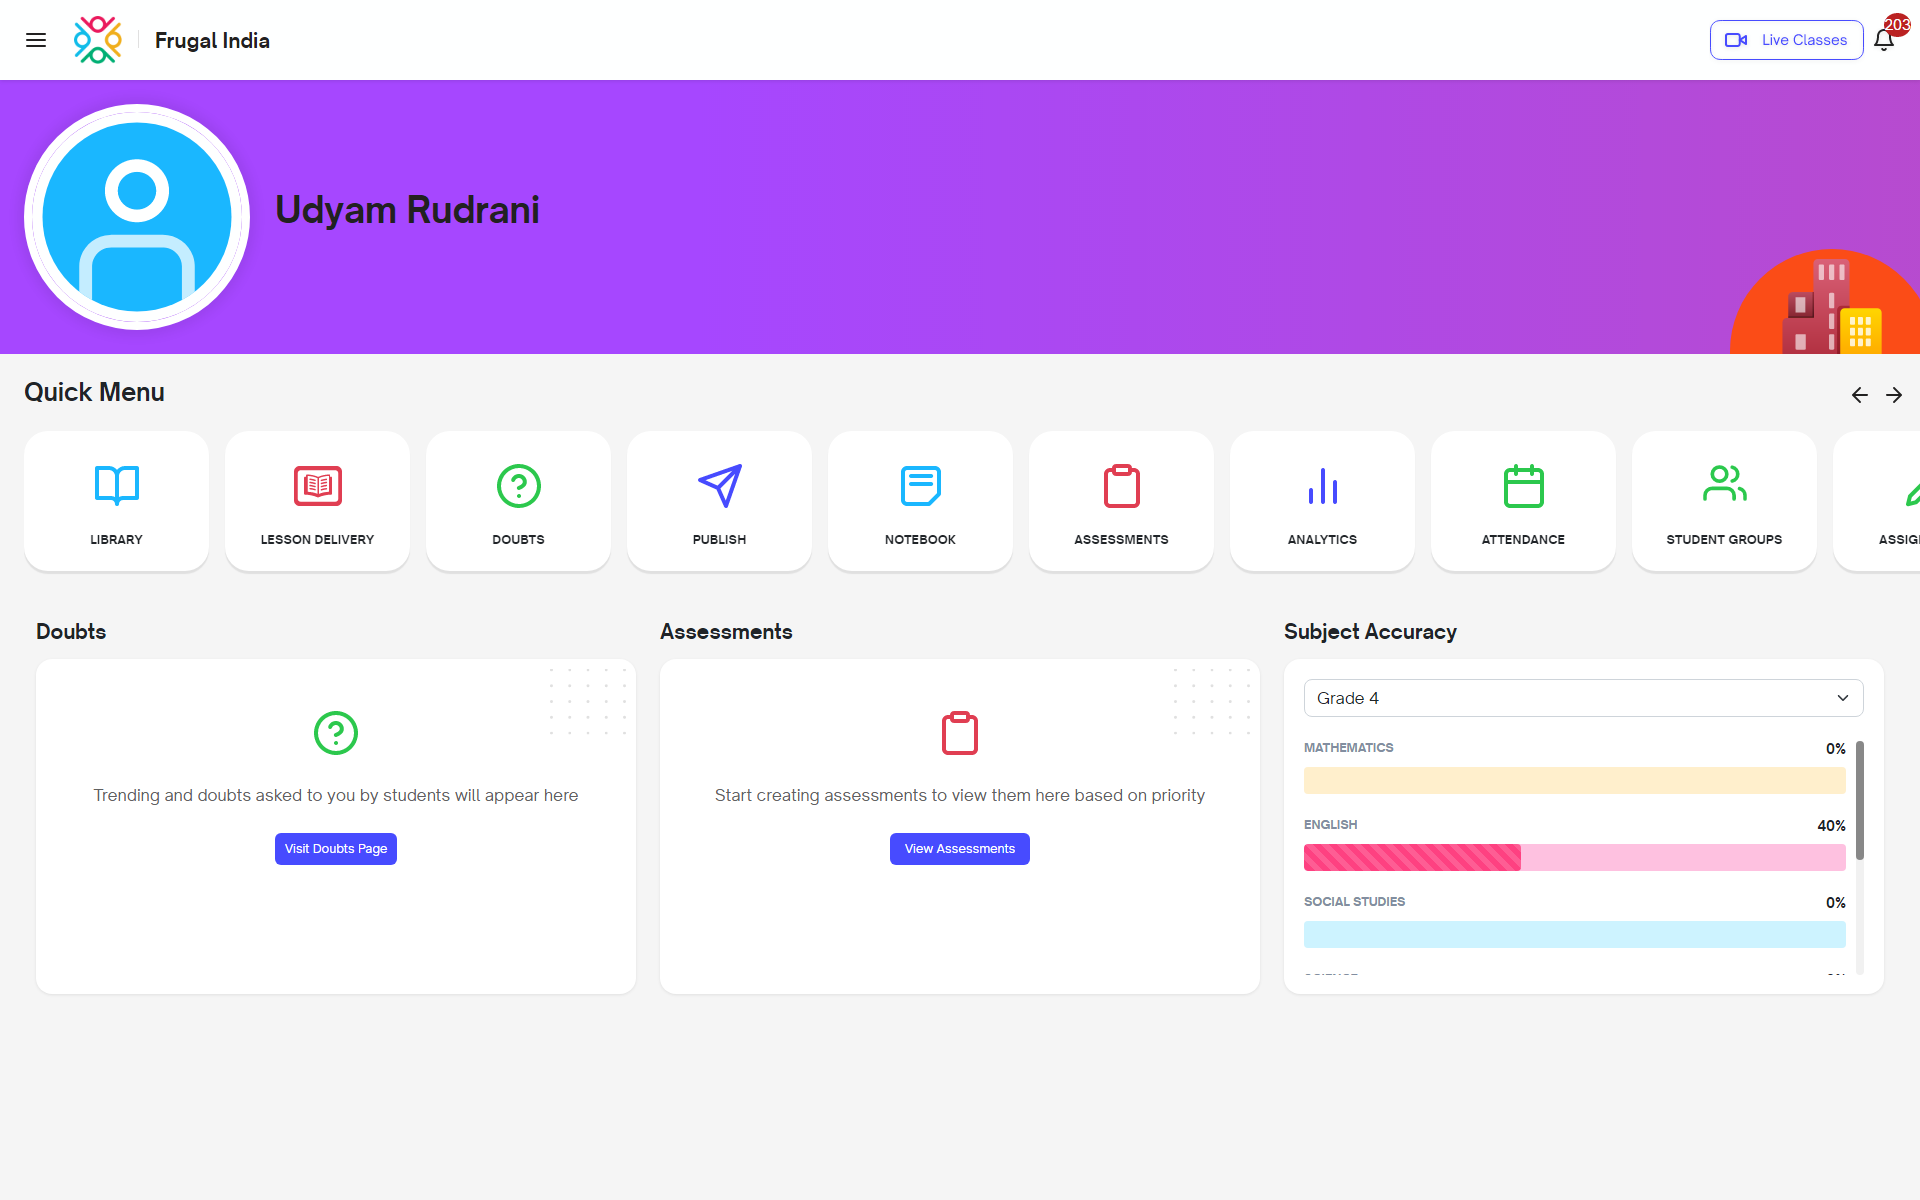 Frugal India
Live Classes
203
Udyam Rudrani
Quick Menu
LIBRARY
LESSON DELIVERY
DOUBTS
PUBLISH
NOTEBOOK
ASSESSMENTS
ANALYTICS
ATTENDANCE
STUDENT GROUPS
Doubts
Trending and doubts asked to you by students will appear here
Visit Doubts Page
Assessments
Start creating assessments to view them here based on priority
View Assessments
Subject Accuracy
Grade 4
MATHEMATICS 0%
ENGLISH 40%
SOCIAL STUDIES 0%